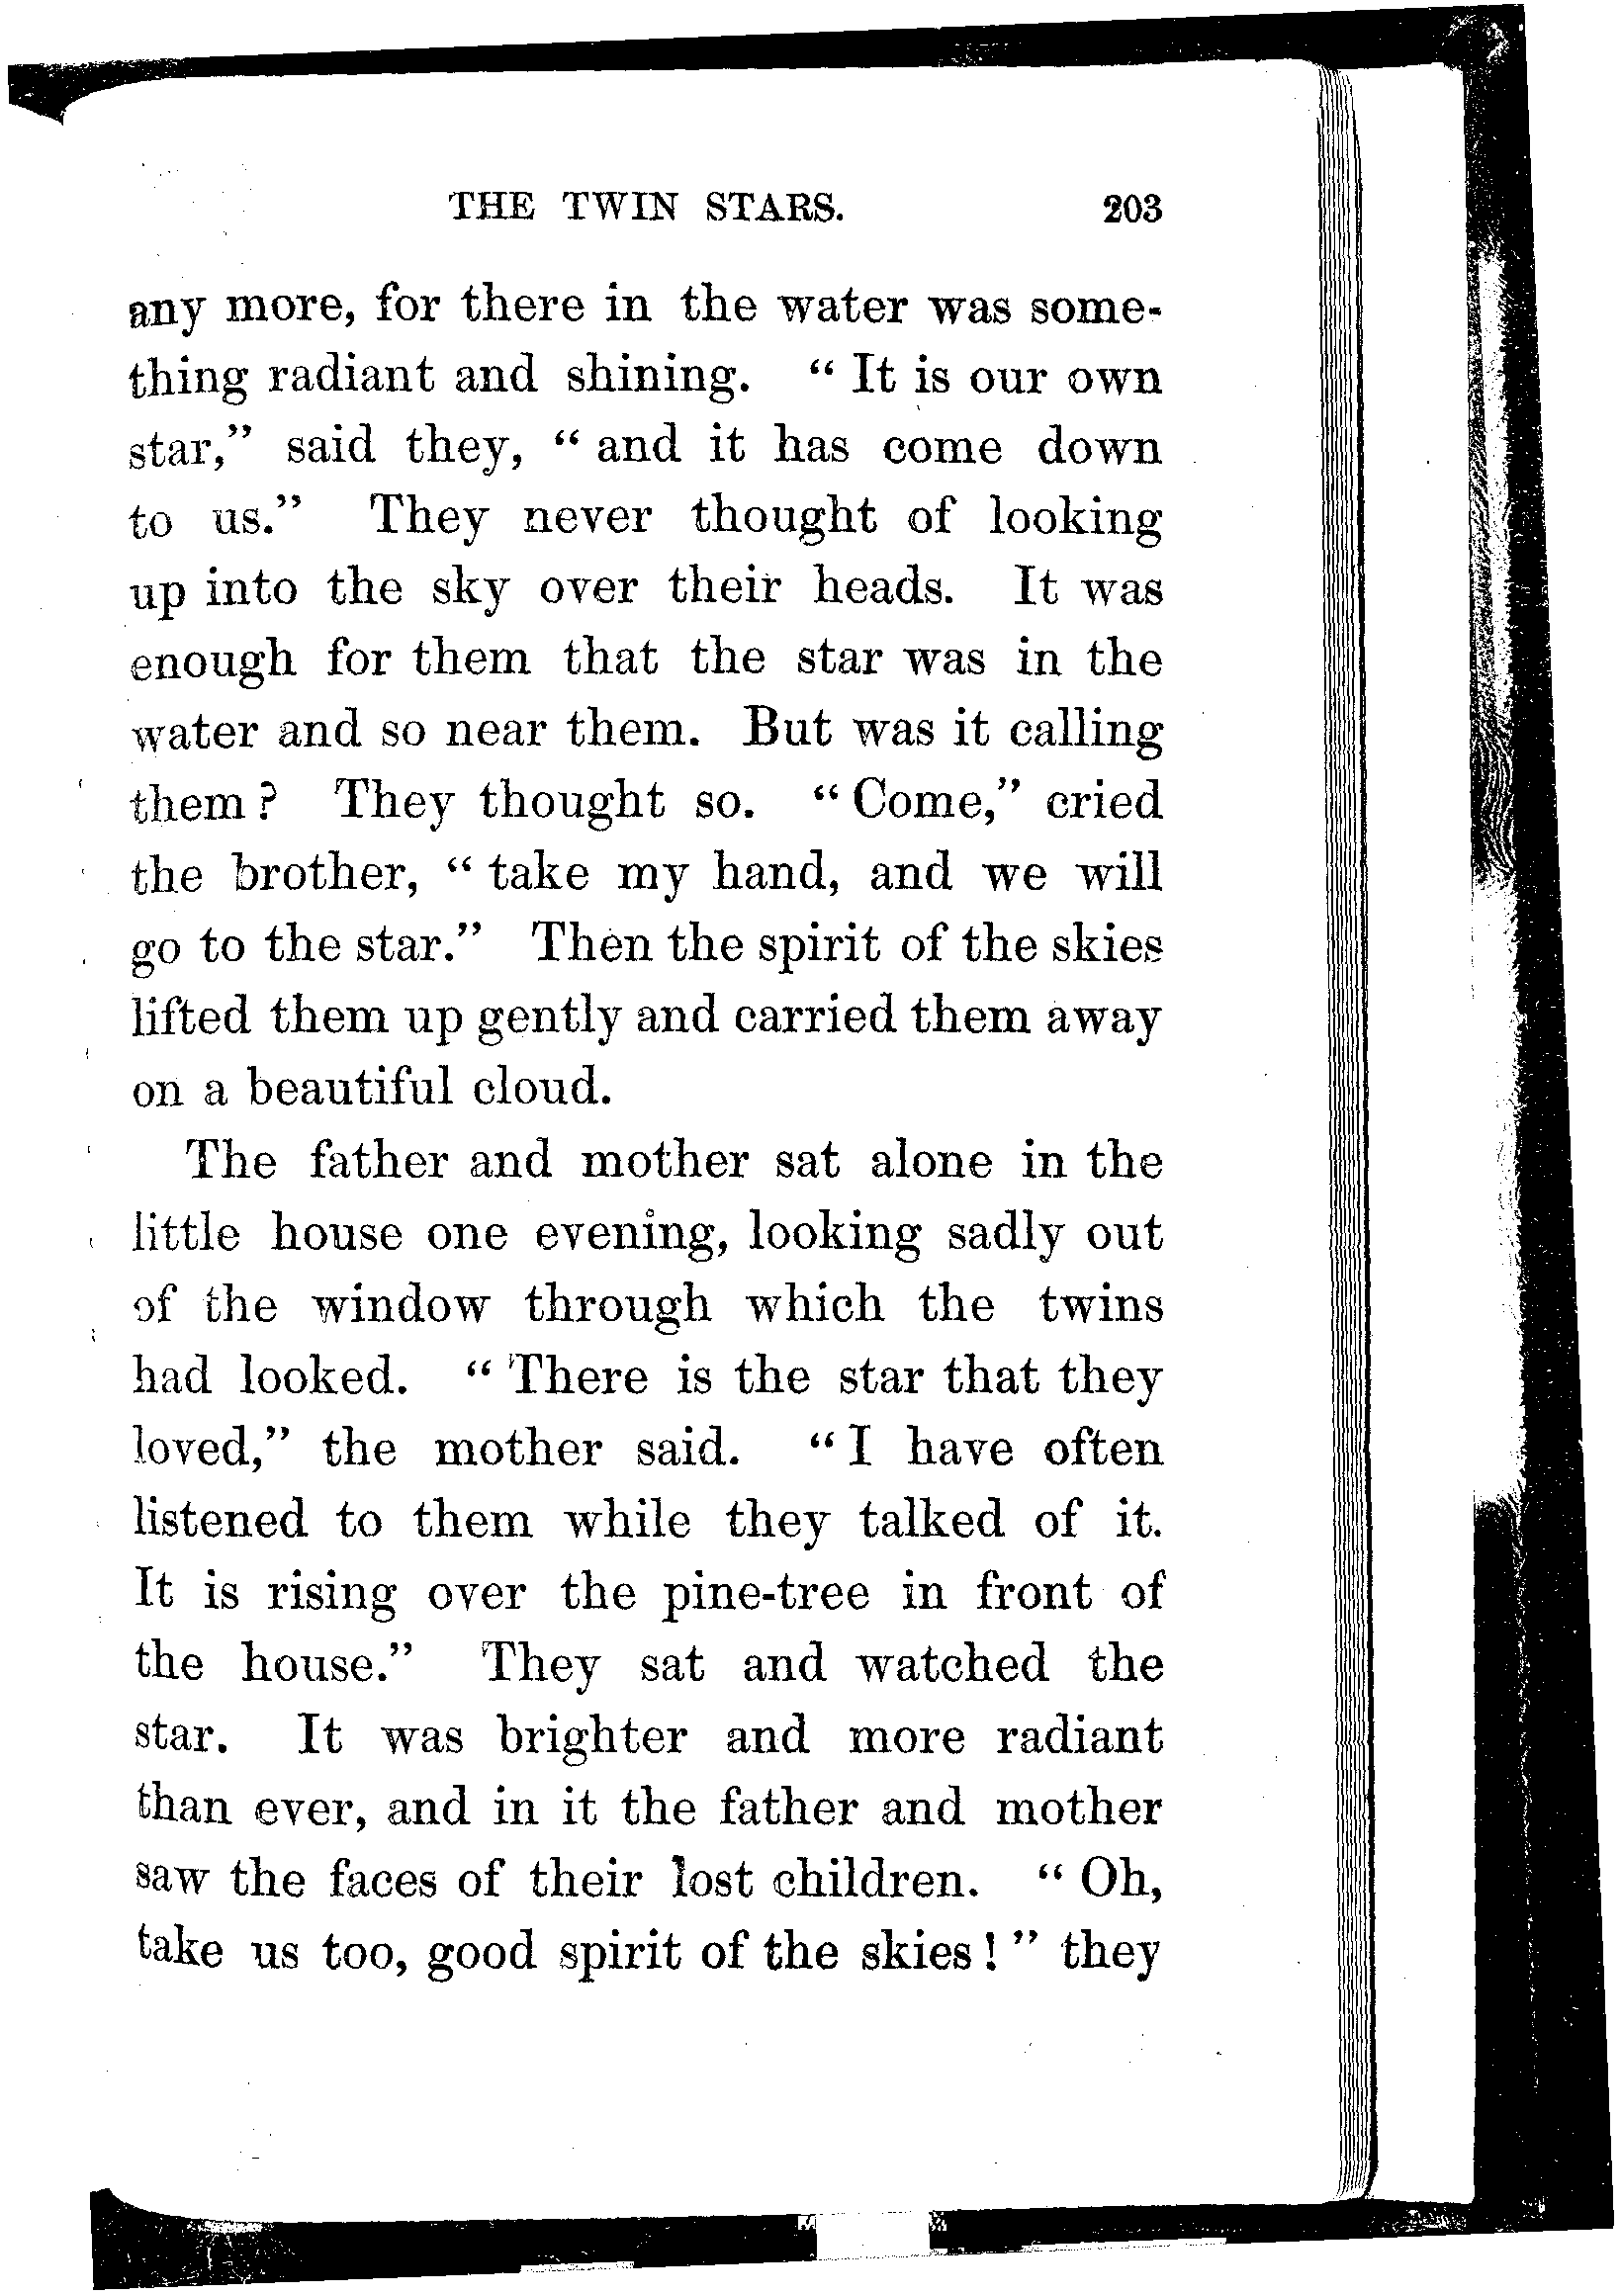 THE TWIN STARS. 203
any more, for there in the water was some-
thing radiant and shining. " It is our own
star," said they, " and it has come down
to us." They never thought of looking
up into the sky over their heads. It was
enough for them that the star was in the
water and so near them. But was it calling
them? They thought so. "Come," cried
the brother, " take my hand, and we will
go to the star." Then the spirit of the skies
lifted them up gently and carried them away
on a beautiful cloud.
The father and mother sat alone in the
little house one evening, looking sadly out
of the window through which the twins
had looked. " There is the star that they
loved," the mother said. "I have often
listened to them while they talked of it.
It is rising over the pine-tree in front of
the house." They sat and watched the
star. It was brighter and more radiant
than ever, and in it the father and mother
saw the faces of their lost children. " Oh,
take us too, good spirit of the skies!" they